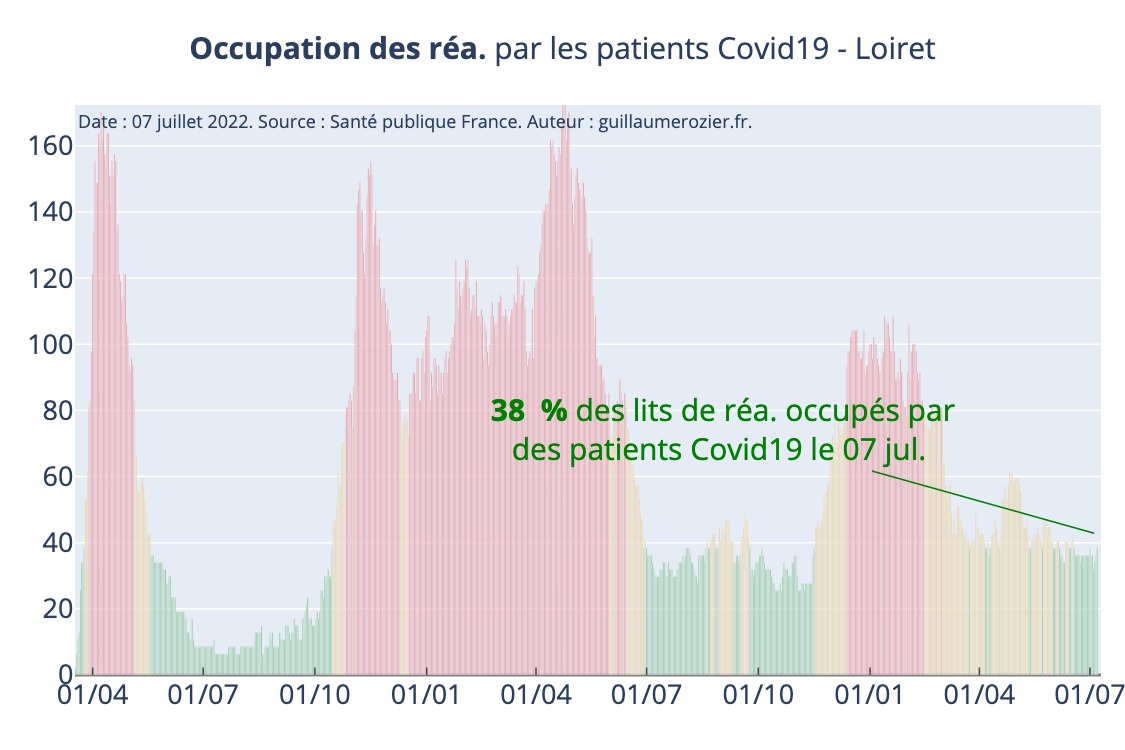 Occupation des réa. par les patients Covid19 - Loiret
Date : 07 juillet 2022. Source : Santé publique France. Auteur : guillaumerozier.fr.
160
140
120
100
80
60
40
20
0
38 % des lits de réa. occupés par
des patients Covid19 le 07 jul.
01/04 01/07 01/10 01/01 01/04 01/07 01/10 01/01 01/04 01/07